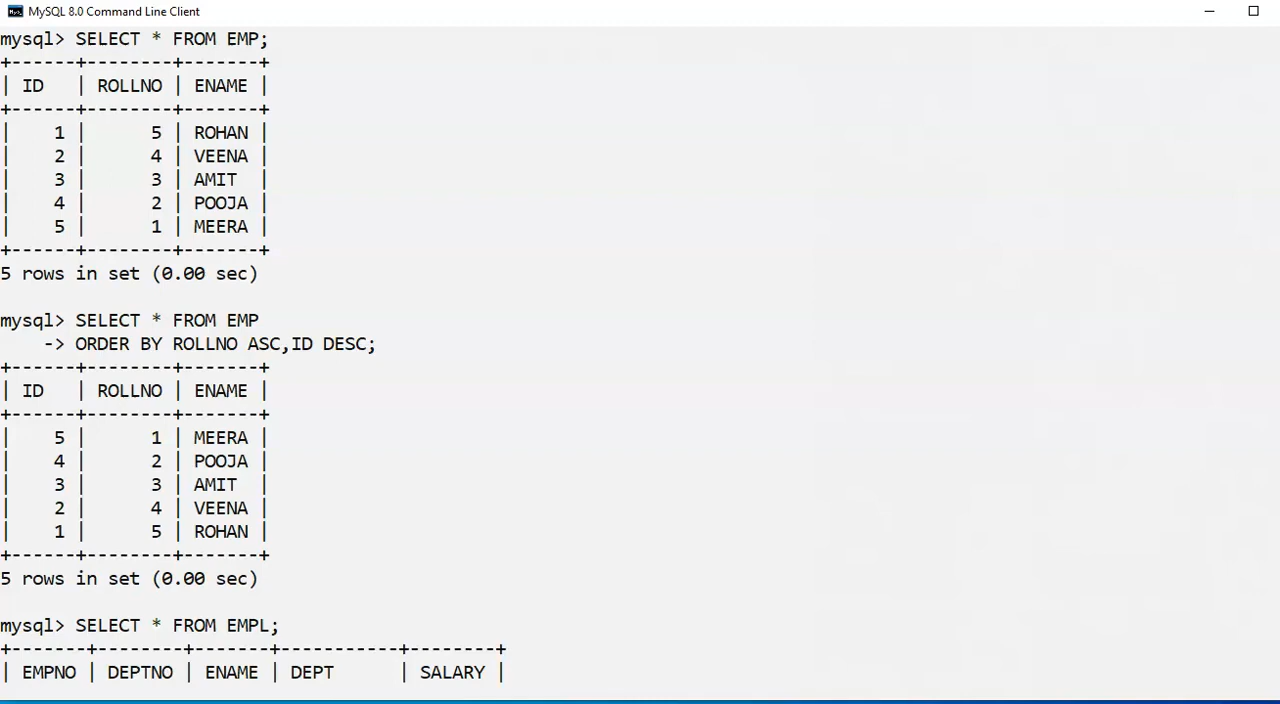 MySQL 8.0 Command Line Client
mysql> SELECT * FROM EMP;
+------+--------+-------+
| ID   | ROLLNO | ENAME |
+------+--------+-------+
|    1 |      5 | ROHAN |
|    2 |      4 | VEENA |
|    3 |      3 | AMIT  |
|    4 |      2 | POOJA |
|    5 |      1 | MEERA |
+------+--------+-------+
5 rows in set (0.00 sec)
mysql> SELECT * FROM EMP
    -> ORDER BY ROLLNO ASC,ID DESC;
+------+--------+-------+
| ID   | ROLLNO | ENAME |
+------+--------+-------+
|    5 |      1 | MEERA |
|    4 |      2 | POOJA |
|    3 |      3 | AMIT  |
|    2 |      4 | VEENA |
|    1 |      5 | ROHAN |
+------+--------+-------+
5 rows in set (0.00 sec)
mysql> SELECT * FROM EMPL;
+-------+--------+-------+-----------+--------+
| EMPNO | DEPTNO | ENAME | DEPT      | SALARY |